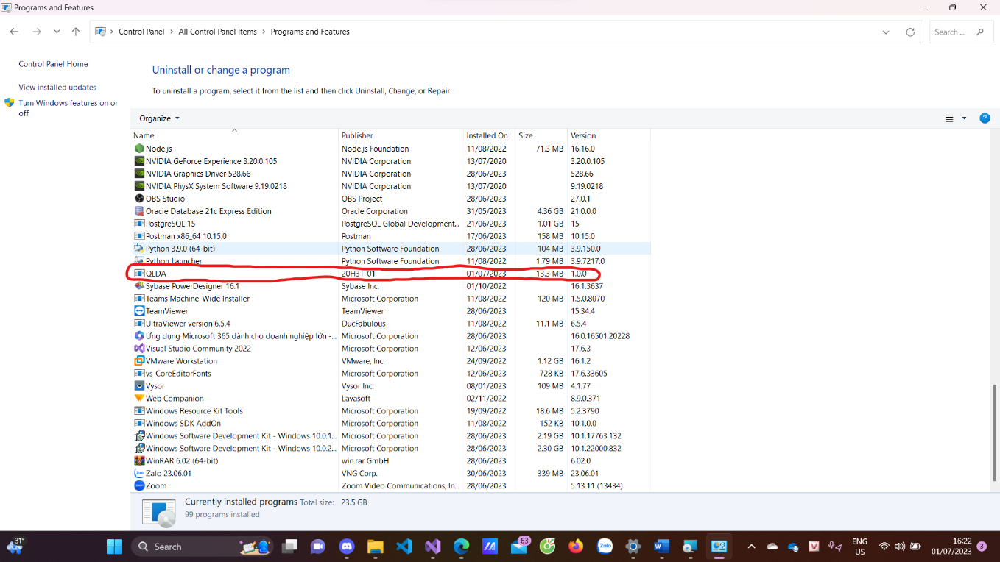 Programs and Features
Control Panel > All Control Panel Items > Programs and Features
Search ...
Control Panel Home
View installed updates
Turn Windows features on or
off
Uninstall or change a program
To uninstall a program, select it from the list and then click Uninstall, Change, or Repair.
Organize
Name Publisher Installed On Size Version
Node.js Node.js Foundation 11/08/2022 71.3 MB 16.16.0
NVIDIA GeForce Experience 3.20.0.105 NVIDIA Corporation 13/07/2020 3.20.0.105
NVIDIA Graphics Driver 528.66 NVIDIA Corporation 28/06/2023 528.66
NVIDIA PhysX System Software 9.19.0218 NVIDIA Corporation 13/07/2020 9.19.0218
OBS Studio OBS Project 28/06/2023 27.0.1
Oracle Database 21c Express Edition Oracle Corporation 31/05/2023 4.36 GB 21.0.0.0
PostgreSQL 15 PostgreSQL Global Development... 21/06/2023 1.01 GB 15
Postman x86_64 10.15.0 Postman 17/06/2023 158 MB 10.15.0
Python 3.9.0 (64-bit) Python Software Foundation 28/06/2023 104 MB 3.9.150.0
Python Launcher Python Software Foundation 11/08/2022 1.79 MB 3.9.7217.0
QLDA 20H3T-01 01/07/2023 13.3 MB 1.0.0
Sybase PowerDesigner 16.1 Sybase Inc. 01/10/2022 16.1.3637
Teams Machine-Wide Installer Microsoft Corporation 11/08/2022 120 MB 1.5.0.8070
TeamViewer TeamViewer 28/06/2023 15.34.4
UltraViewer version 6.5.4 DucFabulous 11/08/2022 11.1 MB 6.5.4
Ứng dụng Microsoft 365 dành cho doanh nghiệp lớn -... Microsoft Corporation 28/06/2023 16.0.16501.20228
Visual Studio Community 2022 Microsoft Corporation 12/06/2023 17.6.3
VMware Workstation VMware, Inc. 24/09/2022 1.12 GB 16.1.2
vs_CoreEditorFonts Microsoft Corporation 12/06/2023 728 KB 17.6.33605
Vysor Vysor Inc. 08/01/2023 109 MB 4.1.77
Web Companion Lavasoft 02/11/2022 8.9.0.371
Windows Resource Kit Tools Microsoft Corporation 19/09/2022 18.6 MB 5.2.3790
Windows SDK AddOn Microsoft Corporation 11/08/2022 152 KB 10.1.0.0
Windows Software Development Kit - Windows 10.0.1... Microsoft Corporation 28/06/2023 2.19 GB 10.1.17763.132
Windows Software Development Kit - Windows 10.0.2... Microsoft Corporation 28/06/2023 2.30 GB 10.1.22000.832
WinRAR 6.02 (64-bit) win.rar GmbH 28/06/2023 6.02.0
Zalo 23.06.01 VNG Corp. 30/06/2023 339 MB 23.06.01
Zoom Zoom Video Communications, In... 28/06/2023 5.13.11 (13434)
Currently installed programs Total size: 23.5 GB
99 programs installed
31°
Search
63
Zalo
ENG
US
16:22
01/07/2023
3